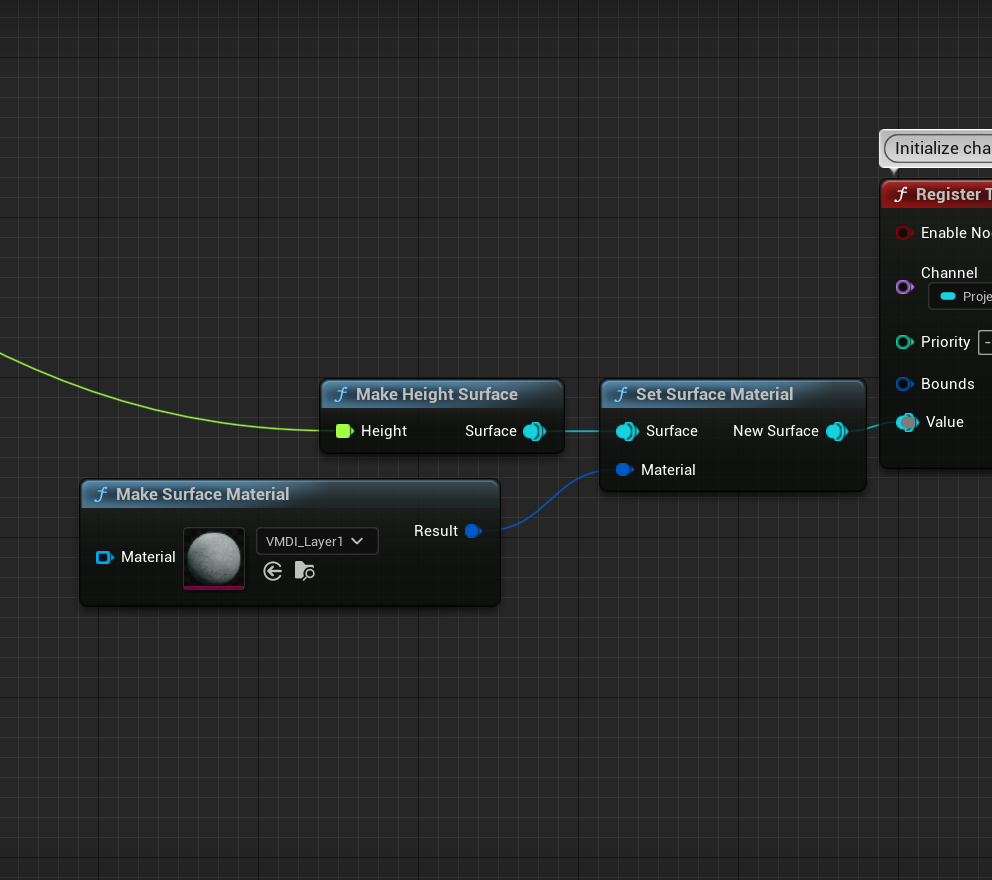 Initialize cha
Register T
Enable No
Channel
Proje
Priority
Bounds
Value
Make Height Surface
Height
Surface
Set Surface Material
Surface
New Surface
Material
Make Surface Material
Result
Material
VMDI_Layer1